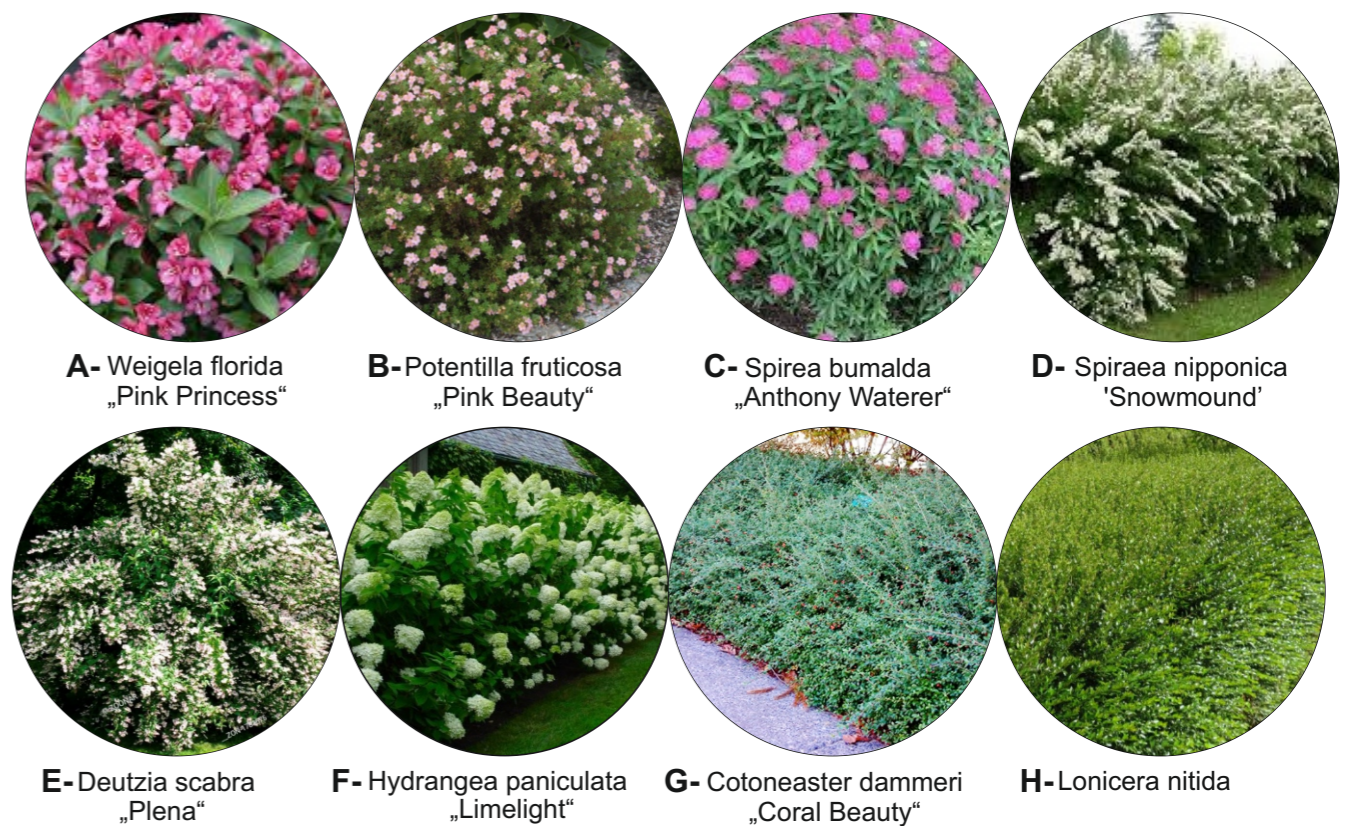 A- Weigela florida
„Pink Princess“
B-Potentilla fruticosa
„Pink Beauty“
C- Spirea bumalda
„Anthony Waterer“
D- Spiraea nipponica
'Snowmound’
E-Deutzia scabra
„Plena“
F-Hydrangea paniculata
„Limelight“
G- Cotoneaster dammeri
„Coral Beauty“
H-Lonicera nitida